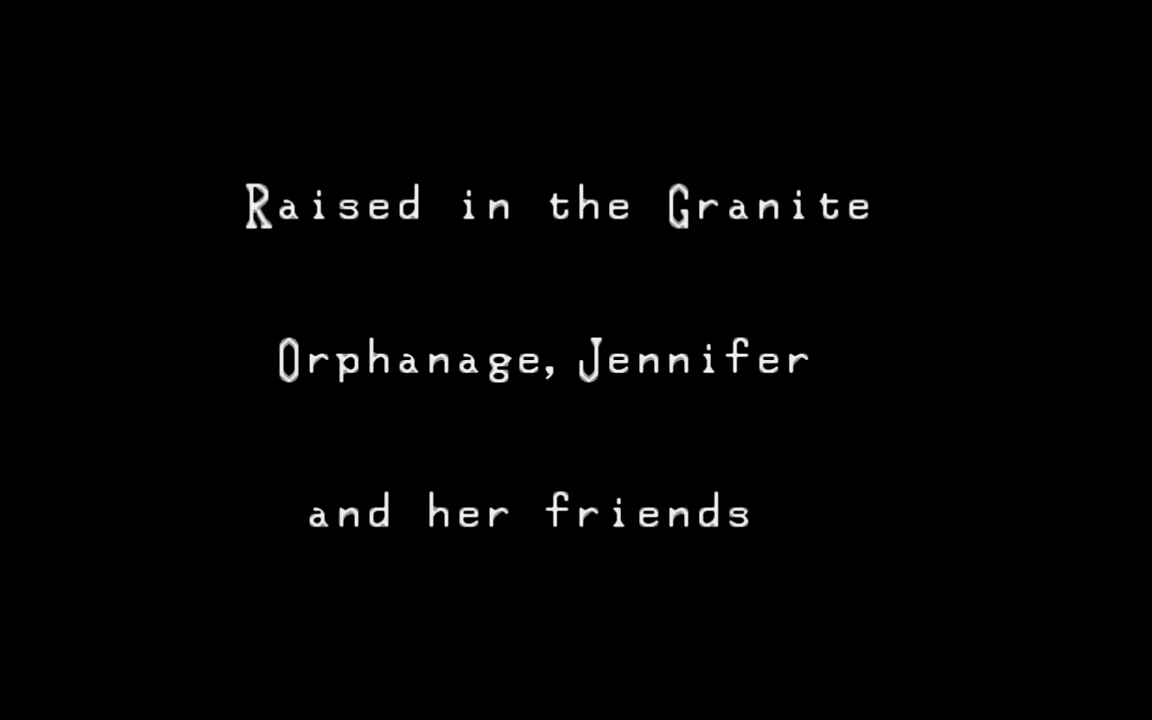 Raised in the Granite
Orphanage, Jennifer
and her friends